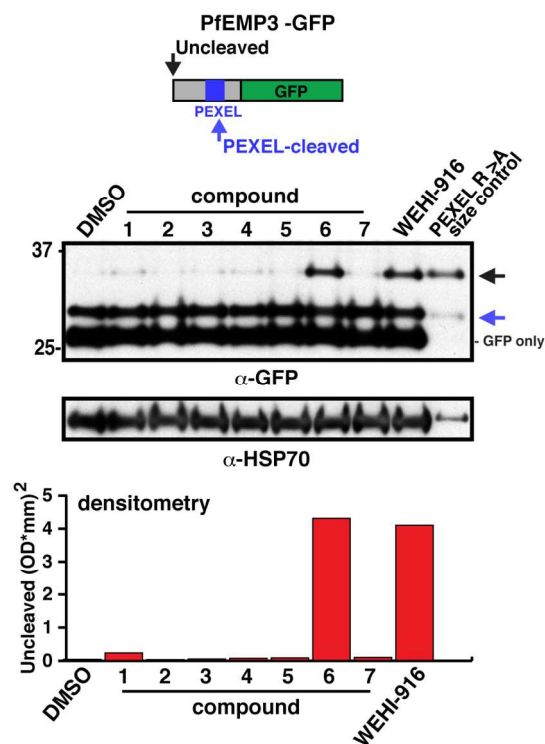 PfEMP3 -GFP
Uncleaved
GFP
PEXEL
PEXEL-cleaved
compound
DMSO 1 2 3 4 5 6 7 WEHI-916 PEXEL R>A size control
37
25-
- GFP only
α-GFP
α-HSP70
densitometry
Uncleaved (OD*mm)²
5
4
3
2
1
0
DMSO 1 2 3 4 5 6 7 WEHI-916
compound